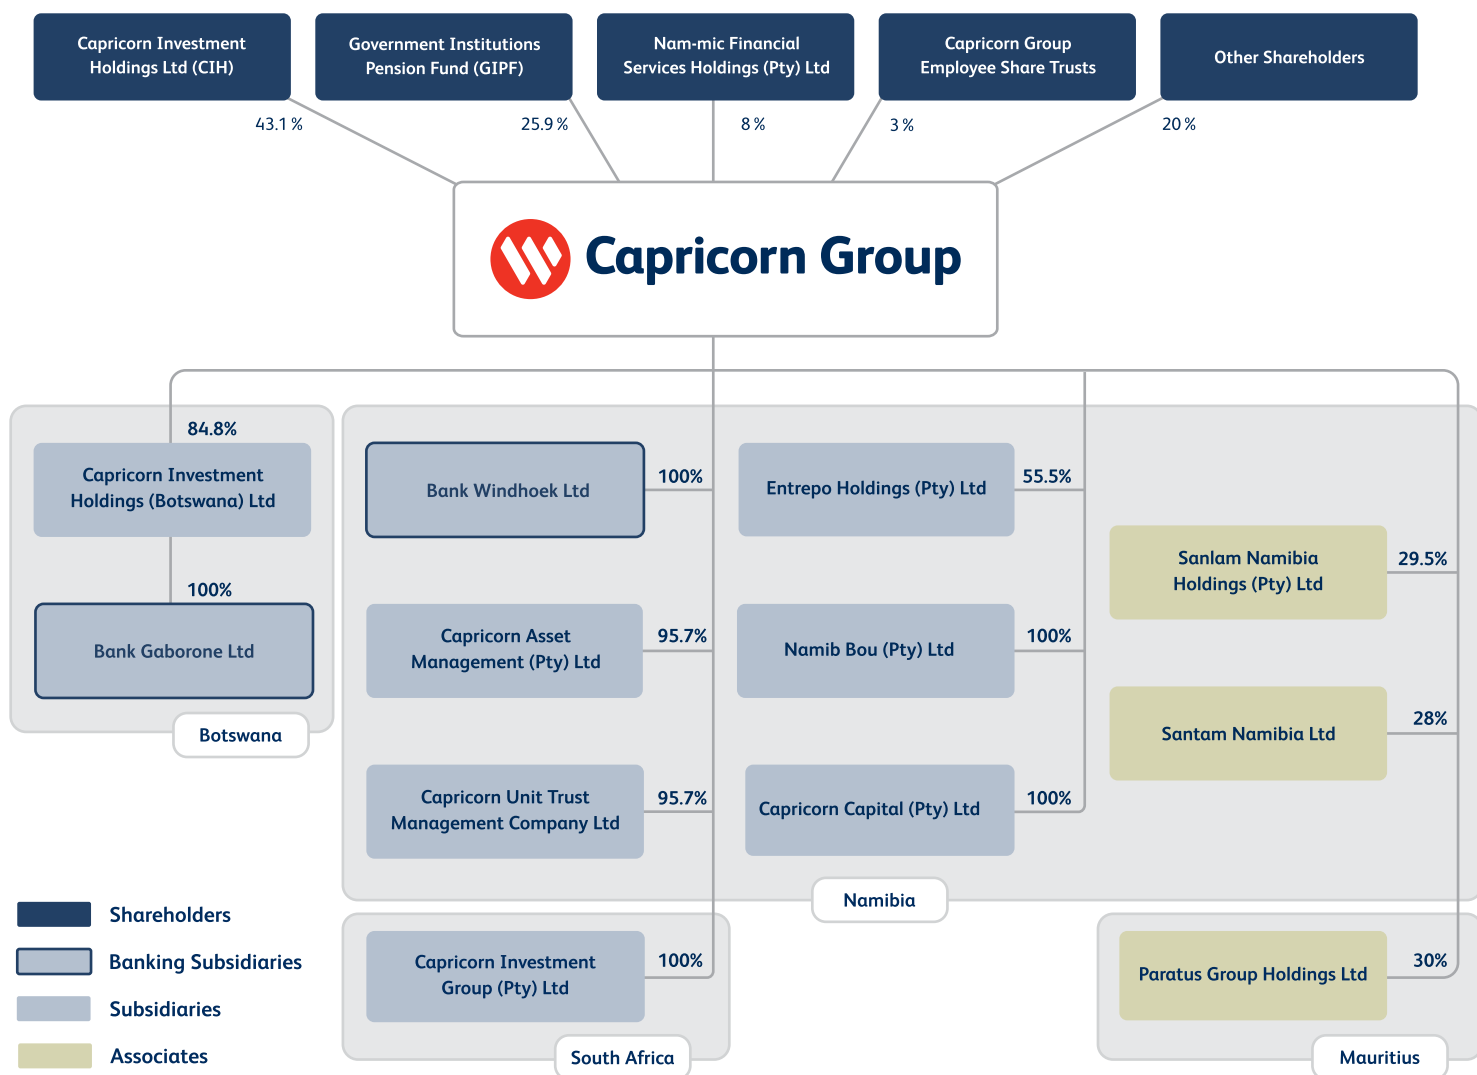 Capricorn Investment
Holdings Ltd (CIH)
Government Institutions
Pension Fund (GIPF)
Nam-mic Financial
Services Holdings (Pty) Ltd
Capricorn Group
Employee Share Trusts
Other Shareholders
43.1 %
25.9 %
8 %
3 %
20 %
Capricorn Group
84.8%
Capricorn Investment
Holdings (Botswana) Ltd
100%
Bank Gaborone Ltd
Botswana
Bank Windhoek Ltd
100%
Capricorn Asset
Management (Pty) Ltd
95.7%
Capricorn Unit Trust
Management Company Ltd
95.7%
Entrepo Holdings (Pty) Ltd
55.5%
Namib Bou (Pty) Ltd
100%
Capricorn Capital (Pty) Ltd
100%
Sanlam Namibia
Holdings (Pty) Ltd
29.5%
Santam Namibia Ltd
28%
Namibia
Capricorn Investment
Group (Pty) Ltd
100%
South Africa
Paratus Group Holdings Ltd
30%
Mauritius
Shareholders
Banking Subsidiaries
Subsidiaries
Associates